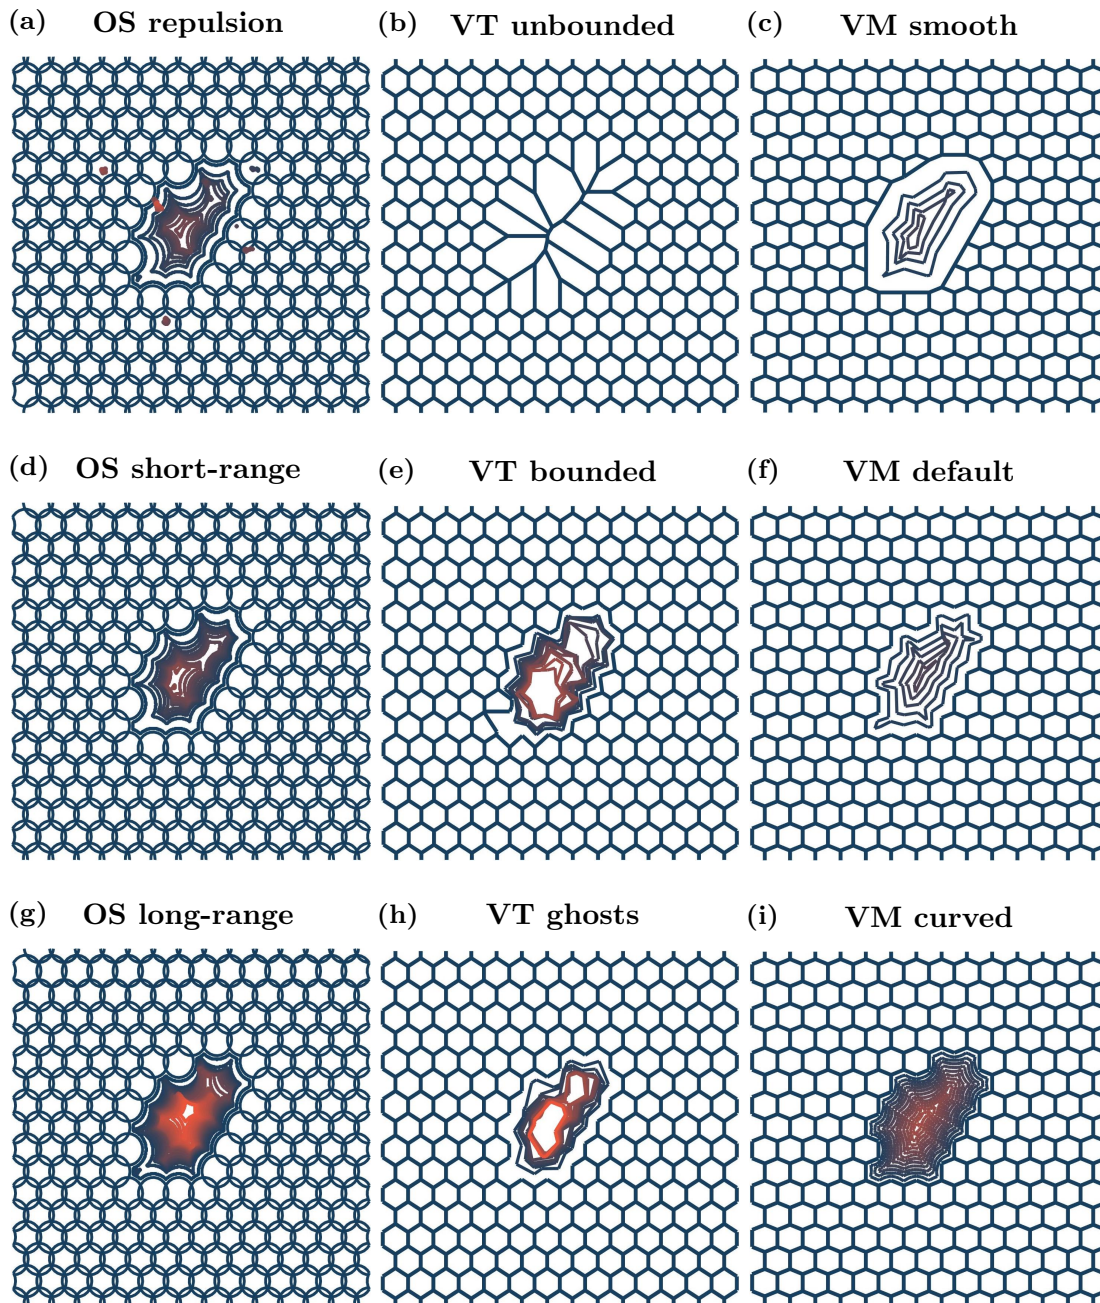 (a) OS repulsion
(b) VT unbounded
(c) VM smooth
(d) OS short-range
(e) VT bounded
(f) VM default
(g) OS long-range
(h) VT ghosts
(i) VM curved